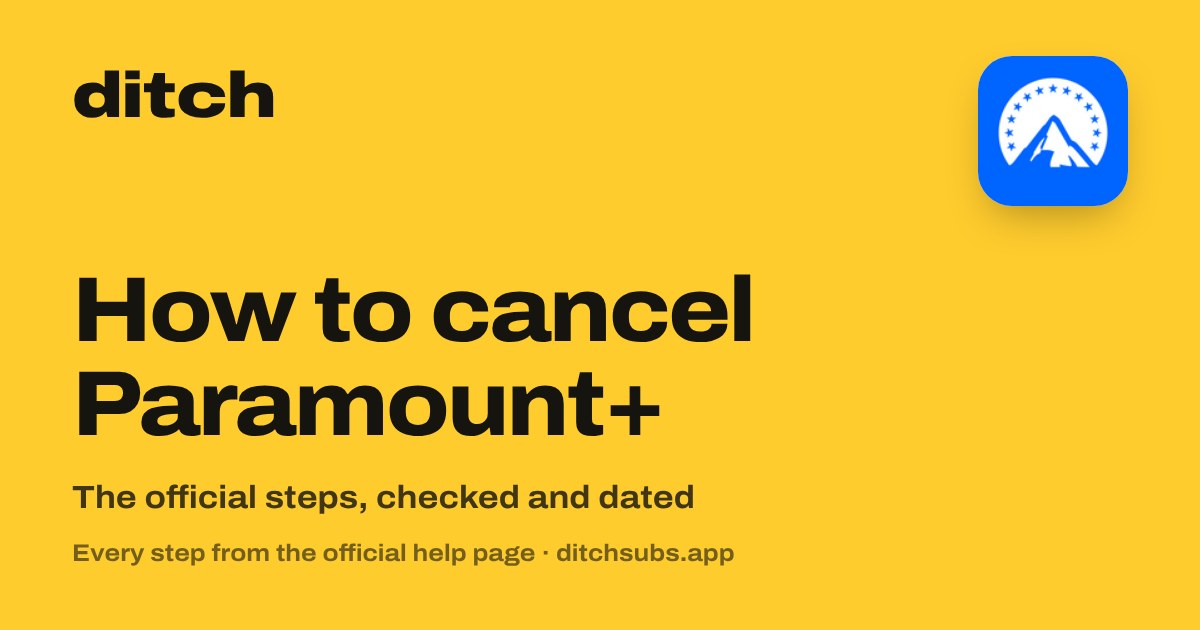 ditch
How to cancel
Paramount+
The official steps, checked and dated
Every step from the official help page · ditchsubs.app